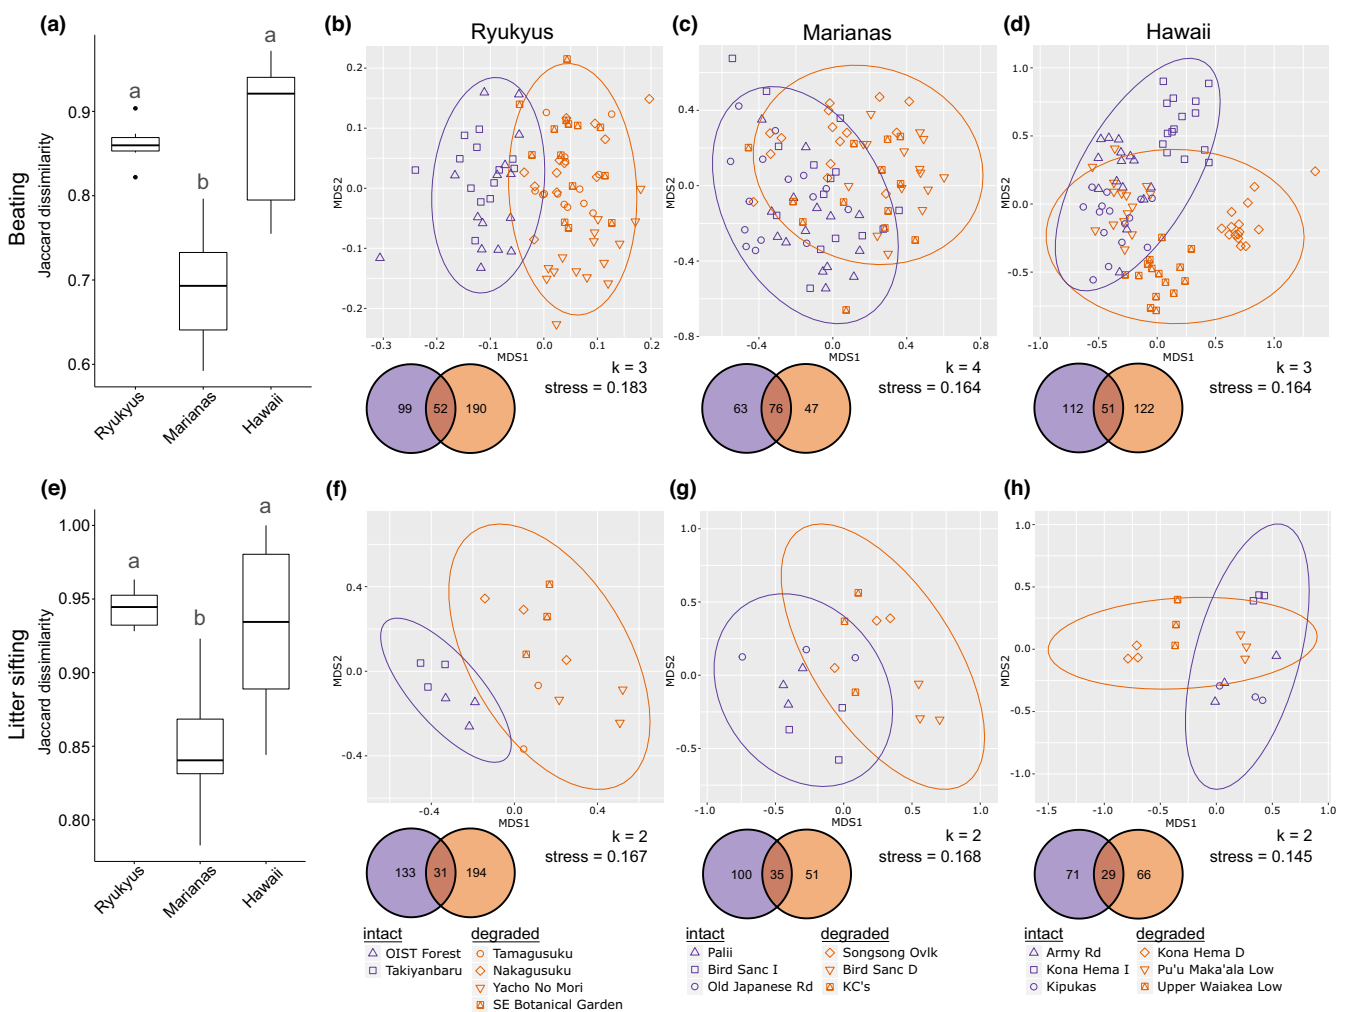 (a)
(b)
(c)
(d)
Ryukyus
Marianas
Hawaii
Beating
Jaccard dissimilarity
0.9
0.8
0.7
0.6
a
b
a
Ryukyus
Marianas
Hawaii
MDS2
0.2
0.1
0.0
-0.1
-0.2
-0.3
-0.2
-0.1
0.0
0.1
0.2
MDS1
k = 3
stress = 0.183
99
52
190
MDS2
0.4
0.0
-0.4
-0.8
-0.4
0.0
0.4
0.8
MDS1
k = 4
stress = 0.164
63
76
47
MDS2
1.0
0.5
0.0
-0.5
-1.0
-0.5
0.0
0.5
1.0
MDS1
k = 3
stress = 0.164
112
51
122
(e)
(f)
(g)
(h)
Litter sifting
Jaccard dissimilarity
1.00
0.95
0.90
0.85
0.80
a
b
a
Ryukyus
Marianas
Hawaii
MDS2
0.4
0.0
-0.4
-0.4
0.0
0.4
MDS1
k = 2
stress = 0.167
133
31
194
MDS2
1.0
0.5
0.0
-0.5
-1.0
-0.5
0.0
0.5
1.0
MDS1
k = 2
stress = 0.168
100
35
51
MDS2
1.0
0.5
0.0
-0.5
-1.0
-1.5
-1.0
-0.5
0.0
0.5
1.0
MDS1
k = 2
stress = 0.145
71
29
66
intact
OIST Forest
Takiyanbaru
degraded
Tamagusuku
Nakagusuku
Yacho No Mori
SE Botanical Garden
intact
Palii
Bird Sanc I
Old Japanese Rd
degraded
Songsong Ovlk
Bird Sanc D
KC's
intact
Army Rd
Kona Hema I
Kipukas
degraded
Kona Hema D
Pu'u Maka'ala Low
Upper Waiakea Low